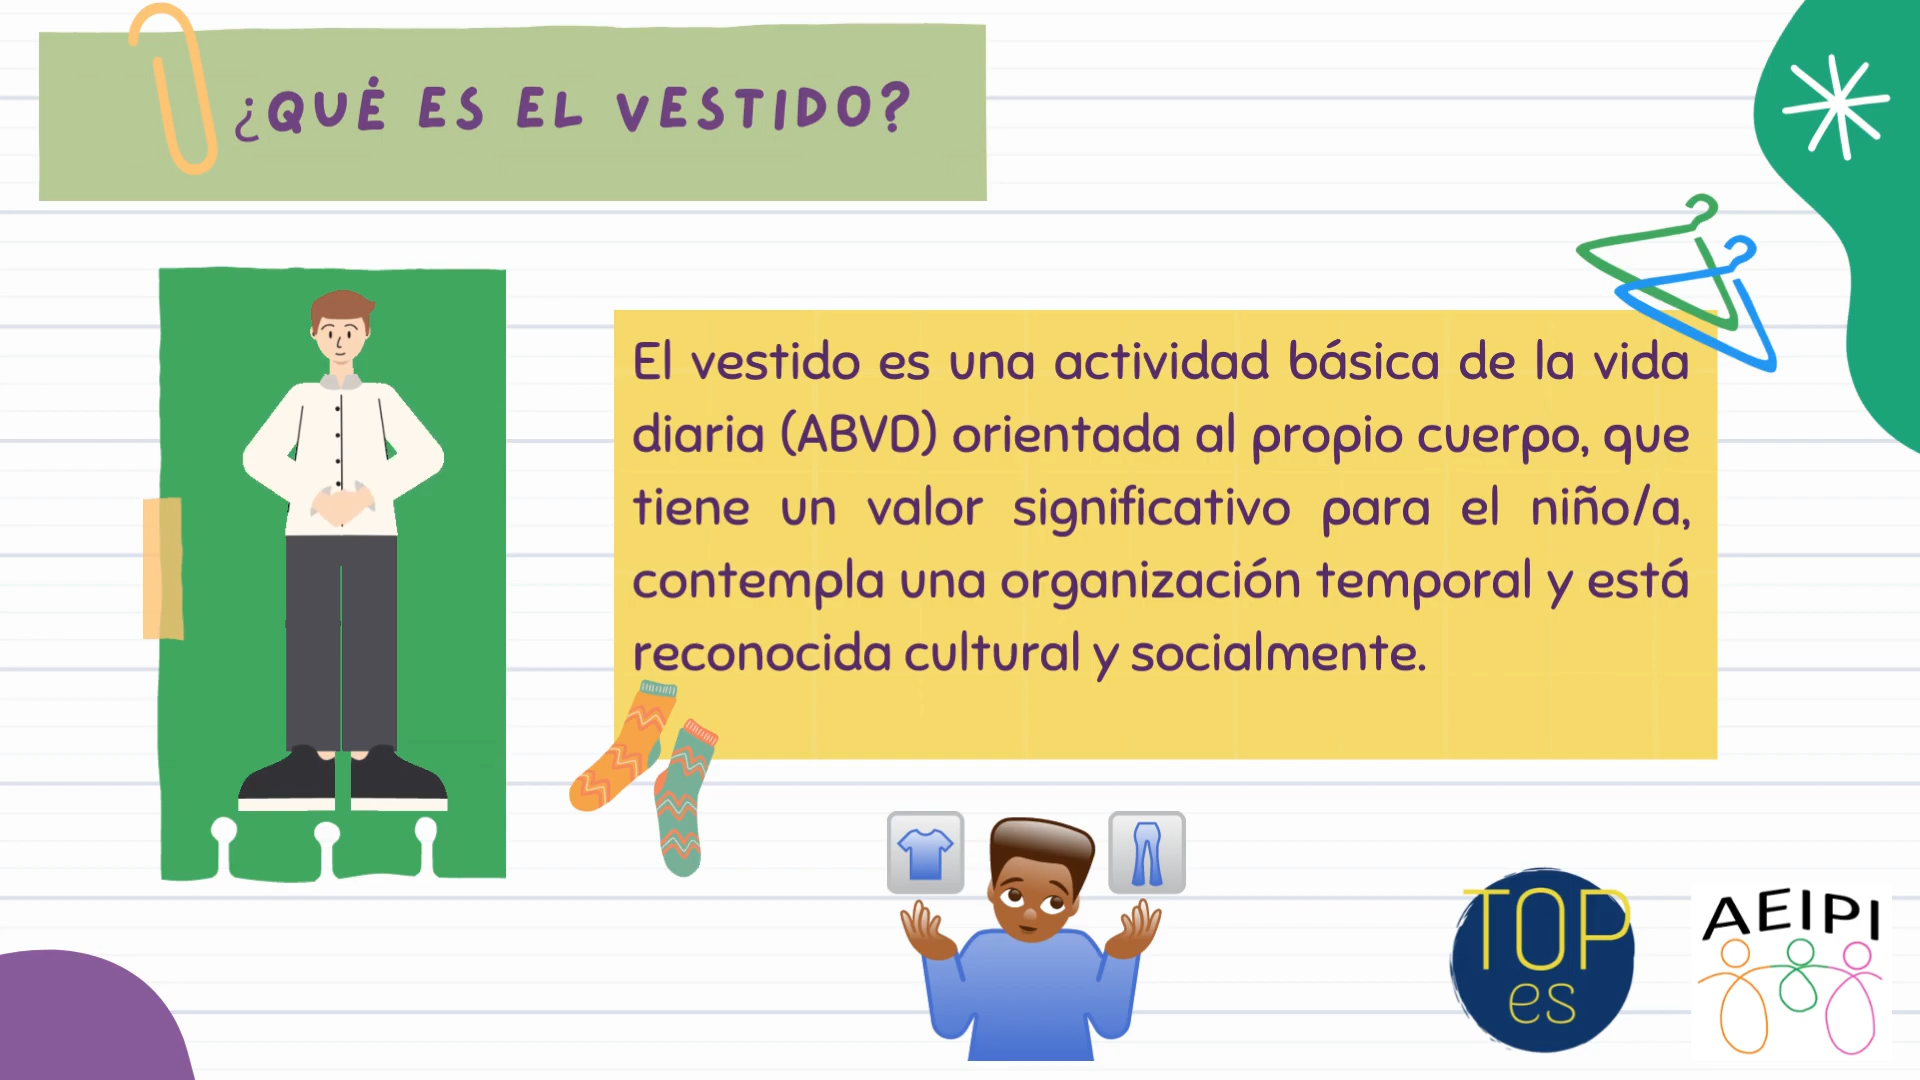 ¿QUÉ ES EL VESTIDO?
El vestido es una actividad básica de la vida
diaria (ABVD) orientada al propio cuerpo, que
tiene un valor significativo para el niño/a,
contempla una organización temporal y está
reconocida cultural y socialmente.
TOP
es
AEIPI